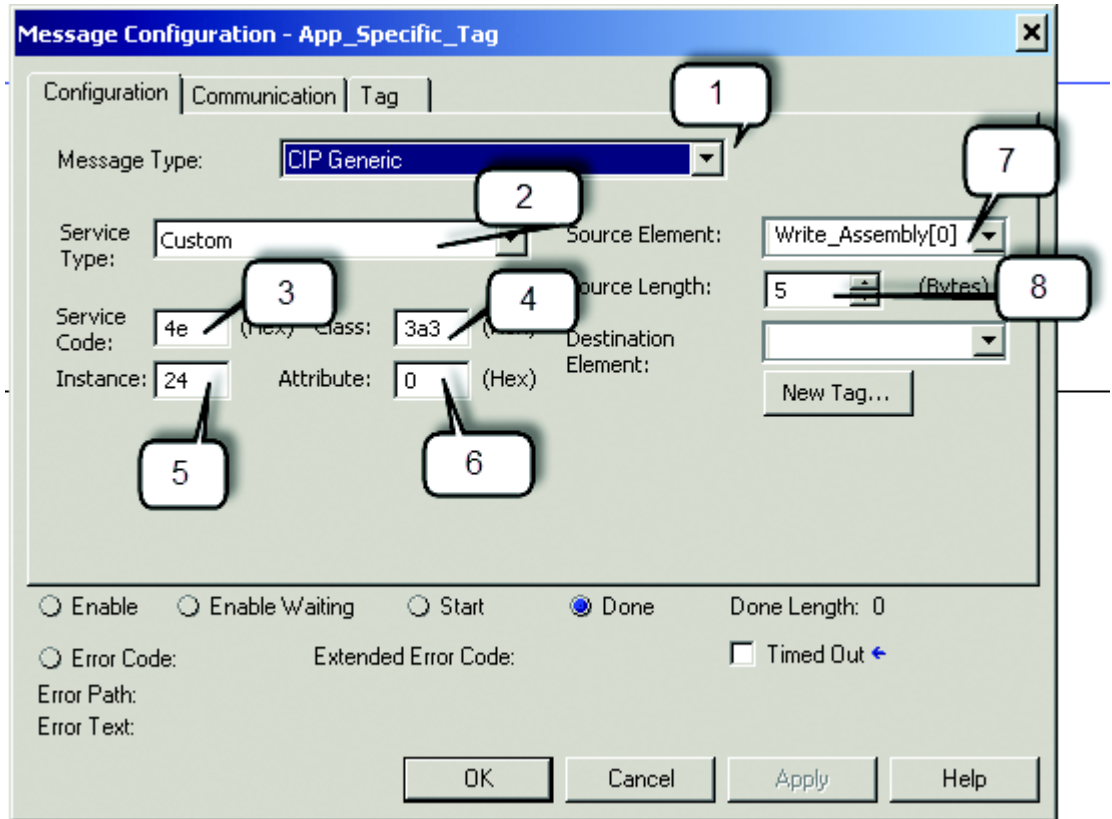 Message Configuration - App_Specific_Tag
Configuration Communication Tag
1
Message Type: CIP Generic
7
2
Service Type: Custom
Source Element: Write_Assembly[0]
3
4
Source Length: 5 (Bytes)
8
Service Code: 4e (Hex) Class: 3a3
Destination Element:
Instance: 24 Attribute: 0 (Hex)
New Tag...
5
6
Enable Enable Waiting Start Done Done Length: 0
Error Code: Extended Error Code: Timed Out
Error Path:
Error Text:
OK Cancel Apply Help